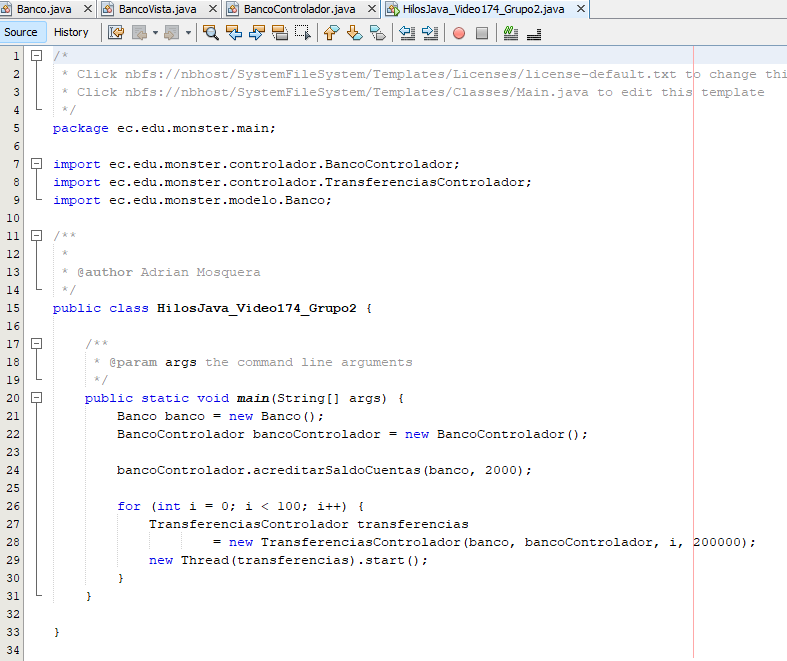 Banco.java
BancoVista.java
BancoControlador.java
HilosJava_Video174_Grupo2.java
Source History
1 /*
2 * Click nbfs://nbhost/SystemFileSystem/Templates/Licenses/license-default.txt to change thi
3 * Click nbfs://nbhost/SystemFileSystem/Templates/Classes/Main.java to edit this template
4 */
5 package ec.edu.monster.main;
6
7 import ec.edu.monster.controlador.BancoControlador;
8 import ec.edu.monster.controlador.TransferenciasControlador;
9 import ec.edu.monster.modelo.Banco;
10
11 /**
12 *
13 * @author Adrian Mosquera
14 */
15 public class HilosJava_Video174_Grupo2 {
16
17 /**
18 * @param args the command line arguments
19 */
20 public static void main(String[] args) {
21 Banco banco = new Banco();
22 BancoControlador bancoControlador = new BancoControlador();
23
24 bancoControlador.acreditarSaldoCuentas(banco, 2000);
25
26 for (int i = 0; i < 100; i++) {
27 TransferenciasControlador transferencias
28 = new TransferenciasControlador(banco, bancoControlador, i, 200000);
29 new Thread(transferencias).start();
30 }
31 }
32
33 }
34